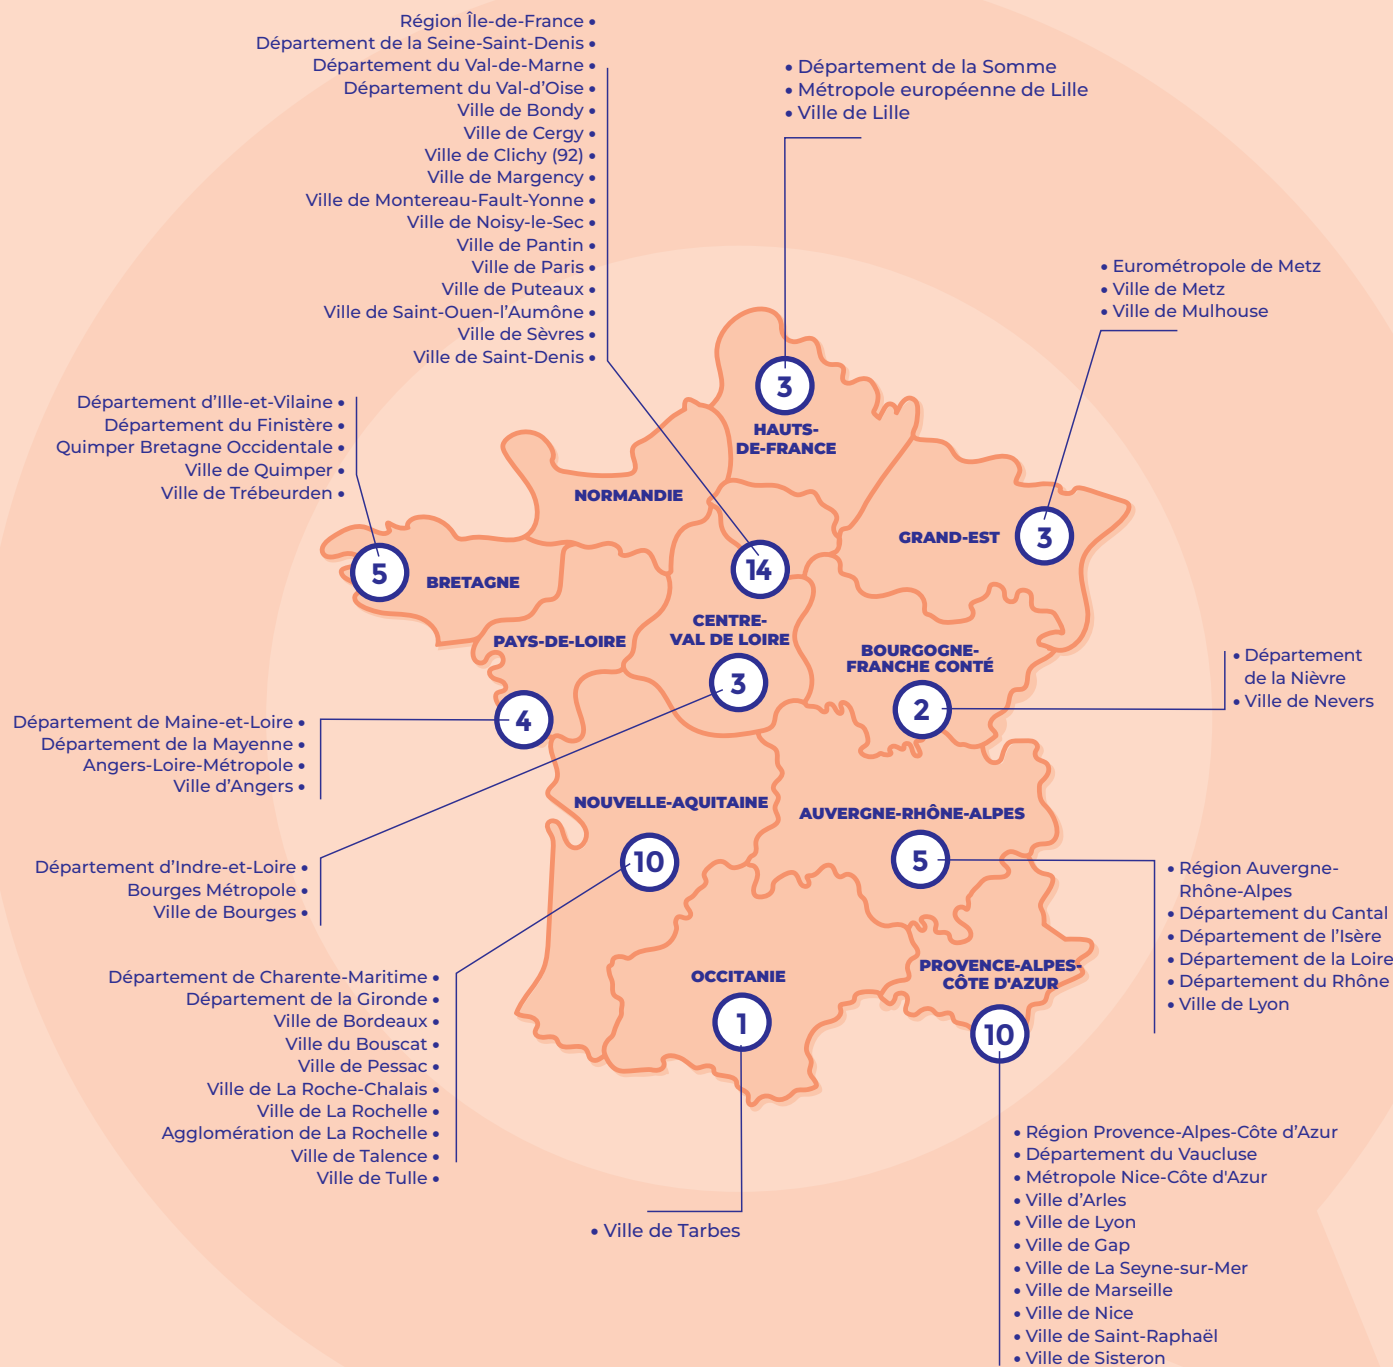 Région Île-de-France •
Département de la Seine-Saint-Denis •
Département du Val-de-Marne •
Département du Val-d’Oise •
Ville de Bondy •
Ville de Cergy •
Ville de Clichy (92) •
Ville de Margency •
Ville de Montereau-Fault-Yonne •
Ville de Noisy-le-Sec •
Ville de Pantin •
Ville de Paris •
Ville de Puteaux •
Ville de Saint-Ouen-l’Aumône •
Ville de Sèvres •
Ville de Saint-Denis •
• Département de la Somme
• Métropole européenne de Lille
• Ville de Lille
• Eurométropole de Metz
• Ville de Metz
• Ville de Mulhouse
Département d’Ille-et-Vilaine •
Département du Finistère •
Quimper Bretagne Occidentale •
Ville de Quimper •
Ville de Trébeurden •
3
HAUTS-
DE-FRANCE
NORMANDIE
GRAND-EST
3
5
BRETAGNE
14
CENTRE-
VAL DE LOIRE
3
PAYS-DE-LOIRE
4
BOURGOGNE-
FRANCHE CONTÉ
2
• Département
de la Nièvre
• Ville de Nevers
Département de Maine-et-Loire •
Département de la Mayenne •
Angers-Loire-Métropole •
Ville d’Angers •
NOUVELLE-AQUITAINE
10
AUVERGNE-RHÔNE-ALPES
5
Département d’Indre-et-Loire •
Bourges Métropole •
Ville de Bourges •
• Région Auvergne-
Rhône-Alpes
• Département du Cantal
• Département de l’Isère
• Département de la Loire
• Département du Rhône
• Ville de Lyon
Département de Charente-Maritime •
Département de la Gironde •
Ville de Bordeaux •
Ville du Bouscat •
Ville de Pessac •
Ville de La Roche-Chalais •
Ville de La Rochelle •
Agglomération de La Rochelle •
Ville de Talence •
Ville de Tulle •
OCCITANIE
1
PROVENCE-ALPES-
CÔTE D'AZUR
10
• Ville de Tarbes
• Région Provence-Alpes-Côte d’Azur
• Département du Vaucluse
• Métropole Nice-Côte d'Azur
• Ville d’Arles
• Ville de Lyon
• Ville de Gap
• Ville de La Seyne-sur-Mer
• Ville de Marseille
• Ville de Nice
• Ville de Saint-Raphaël
• Ville de Sisteron